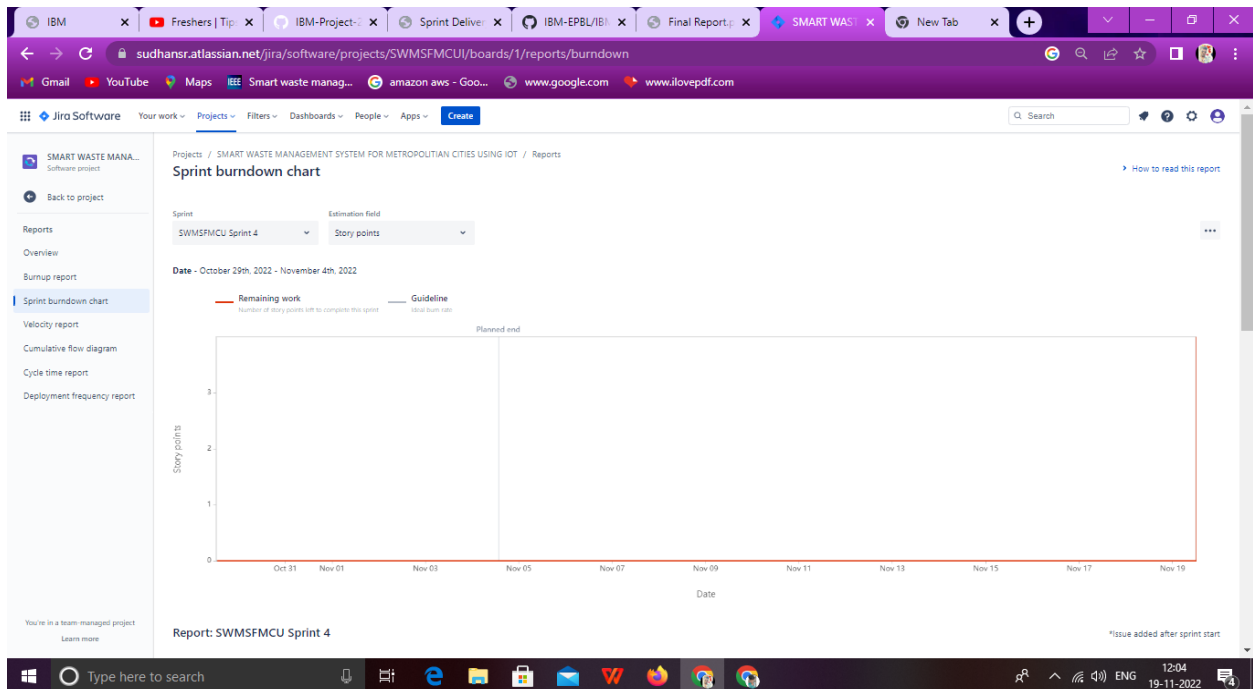 IBM
Freshers | Tip
IBM-Project-2
Sprint Deliver
IBM-EPBL/IBM
Final Report.p
SMART WAST
New Tab
sudhansr.atlassian.net/jira/software/projects/SWMSFMCUI/boards/1/reports/burndown
Gmail YouTube Maps IEEE Smart waste manag... amazon aws - Goo... www.google.com www.ilovepdf.com
Jira Software Your work Projects Filters Dashboards People Apps Create Search
SMART WASTE MANA...
Software project
Back to project
Reports
Overview
Burnup report
Sprint burndown chart
Velocity report
Cumulative flow diagram
Cycle time report
Deployment frequency report
You're in a team-managed project
Learn more
Projects / SMART WASTE MANAGEMENT SYSTEM FOR METROPOLITIAN CITIES USING IOT / Reports
Sprint burndown chart
How to read this report
Sprint Estimation field
SWMSFMCU Sprint 4 Story points
Date - October 29th, 2022 - November 4th, 2022
Remaining work Guideline
Number of story points left to complete this sprint Ideal burn rate
Planned end
3
2
1
0
Story points
Oct 31 Nov 01 Nov 03 Nov 05 Nov 07 Nov 09 Nov 11 Nov 13 Nov 15 Nov 17 Nov 19
Date
Report: SWMSFMCU Sprint 4
*Issue added after sprint start
Type here to search
ENG
12:04
19-11-2022
4